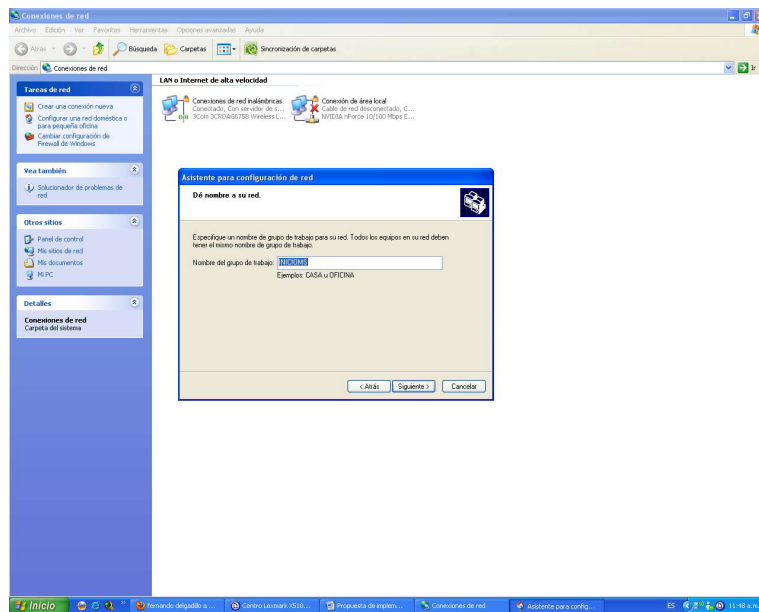 Conexiones de red
Archivo Edición Ver Favoritos Herramientas Opciones avanzadas Ayuda
Atrás Búsqueda Carpetas Sincronización de carpetas
Dirección Conexiones de red Ir
Tareas de red
Crear una conexión nueva
Configurar una red doméstica o
para pequeña oficina
Cambiar configuración de
Firewall de Windows
Vea también
Solucionador de problemas de
red
Otros sitios
Panel de control
Mis sitios de red
Mis documentos
Mi PC
Detalles
Conexiones de red
Carpeta del sistema
LAN o Internet de alta velocidad
Conexiones de red inalámbricas
Conectado, Con servidor de s...
3Com 3CRDAG675B Wireless L...
Conexión de área local
Cable de red desconectado, C...
NVIDIA nForce 10/100 Mbps E...
Asistente para configuración de red
Dé nombre a su red.
Especifique un nombre de grupo de trabajo para su red. Todos los equipos en su red deben
tener el mismo nombre de grupo de trabajo.
Nombre del grupo de trabajo: INICIOMS
Ejemplos: CASA u OFICINA
< Atrás Siguiente > Cancelar
Inicio fernando delgadillo a ... Centro Lexmark X510... Propuesta de implem... Conexiones de red Asistente para config... ES 11:48 a.m.